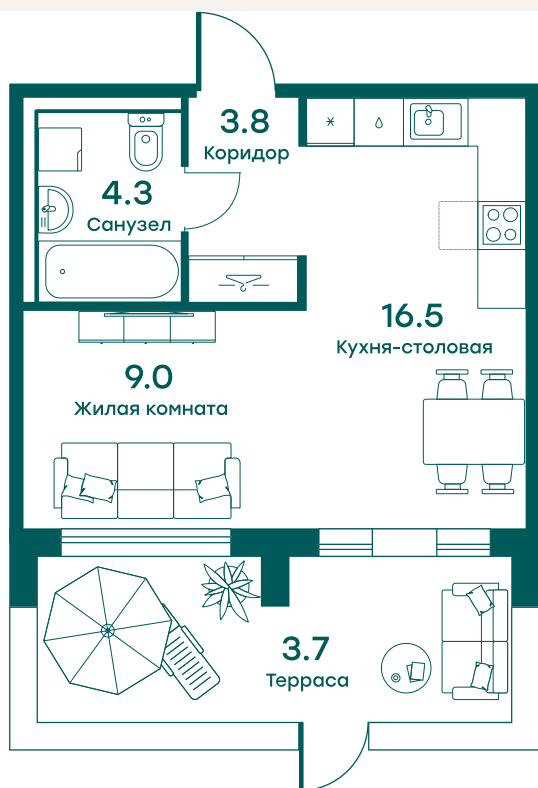 3.8
Коридор
4.3
Санузел
16.5
Кухня-столовая
9.0
Жилая комната
3.7
Терраса